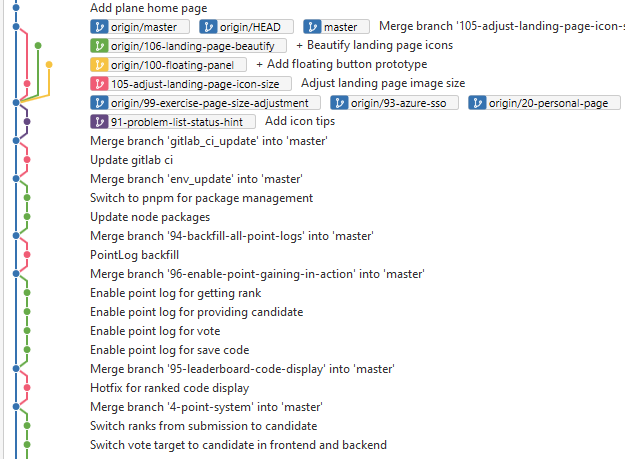 Add plane home page
origin/master origin/HEAD master Merge branch '105-adjust-landing-page-icon-s
origin/106-landing-page-beautify + Beautify landing page icons
origin/100-floating-panel + Add floating button prototype
105-adjust-landing-page-icon-size Adjust landing page image size
origin/99-exercise-page-size-adjustment origin/93-azure-sso origin/20-personal-page
91-problem-list-status-hint Add icon tips
Merge branch 'gitlab_ci_update' into 'master'
Update gitlab ci
Merge branch 'env_update' into 'master'
Switch to pnpm for package management
Update node packages
Merge branch '94-backfill-all-point-logs' into 'master'
PointLog backfill
Merge branch '96-enable-point-gaining-in-action' into 'master'
Enable point log for getting rank
Enable point log for providing candidate
Enable point log for vote
Enable point log for save code
Merge branch '95-leaderboard-code-display' into 'master'
Hotfix for ranked code display
Merge branch '4-point-system' into 'master'
Switch ranks from submission to candidate
Switch vote target to candidate in frontend and backend